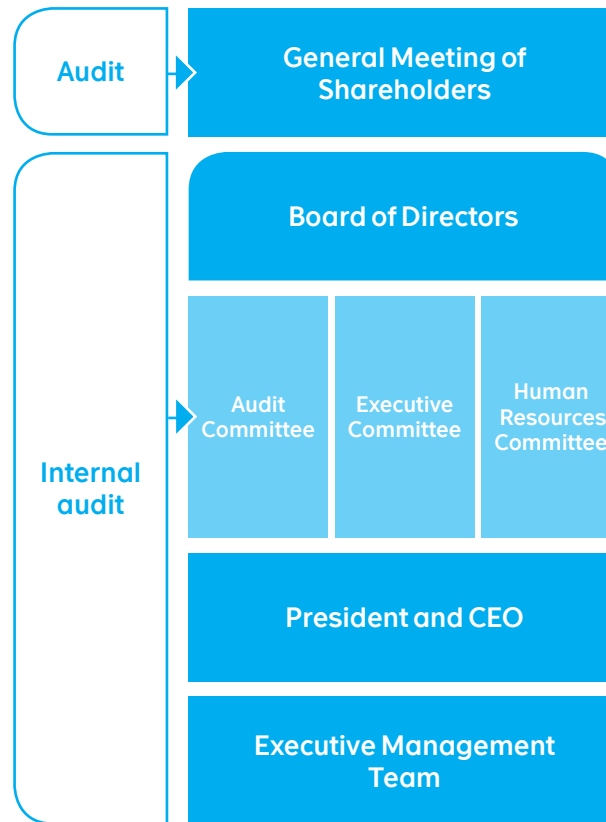 Audit
General Meeting of
Shareholders
Board of Directors
Audit
Committee
Executive
Committee
Human
Resources
Committee
Internal
audit
President and CEO
Executive Management
Team